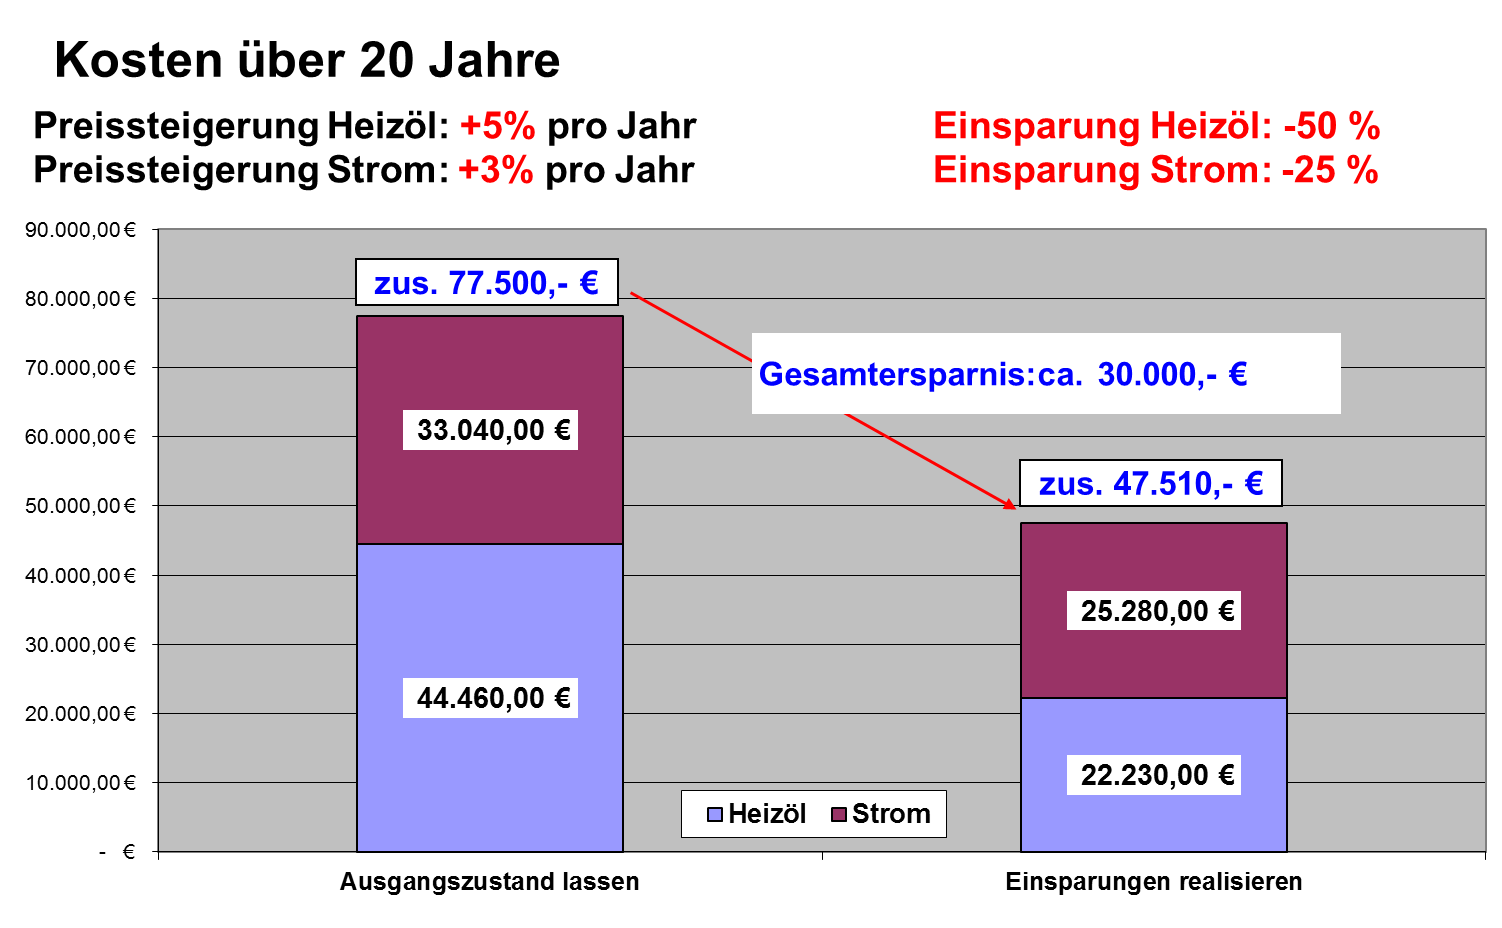 Kosten über 20 Jahre
Preissteigerung Heizöl: +5% pro Jahr
Preissteigerung Strom: +3% pro Jahr
Einsparung Heizöl: -50 %
Einsparung Strom: -25 %
90.000,00 €
80.000,00 €
70.000,00 €
60.000,00 €
50.000,00 €
40.000,00 €
30.000,00 €
20.000,00 €
10.000,00 €
- €
zus. 77.500,- €
33.040,00 €
44.460,00 €
Gesamtersparnis:ca. 30.000,- €
zus. 47.510,- €
25.280,00 €
22.230,00 €
Heizöl Strom
Ausgangszustand lassen
Einsparungen realisieren